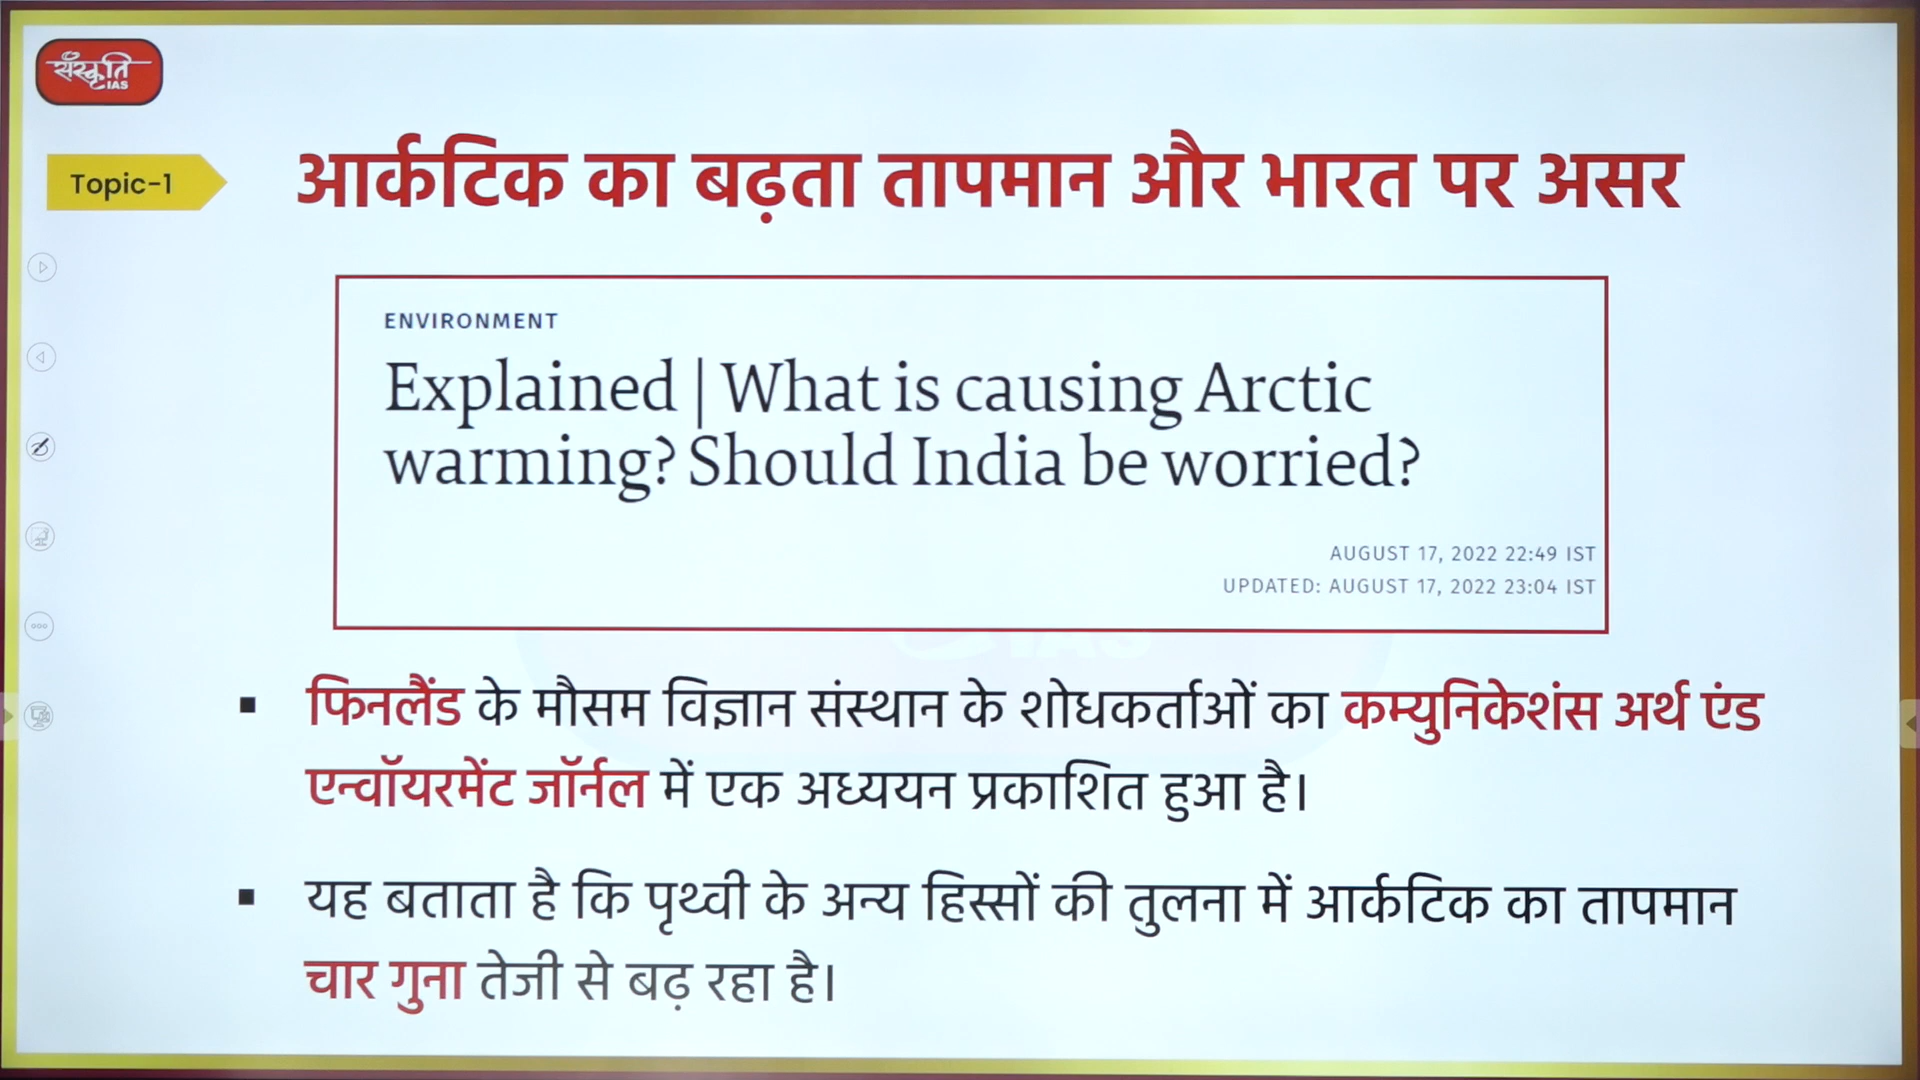 संस्कृति
IAS
Topic-1
आर्कटिक का बढ़ता तापमान और भारत पर असर
ENVIRONMENT
Explained | What is causing Arctic
warming? Should India be worried?
AUGUST 17, 2022 22:49 IST
UPDATED: AUGUST 17, 2022 23:04 IST
▪ फिनलैंड के मौसम विज्ञान संस्थान के शोधकर्ताओं का कम्युनिकेशंस अर्थ एंड
एन्वॉयरमेंट जॉर्नल में एक अध्ययन प्रकाशित हुआ है।
▪ यह बताता है कि पृथ्वी के अन्य हिस्सों की तुलना में आर्कटिक का तापमान
चार गुना तेजी से बढ़ रहा है।